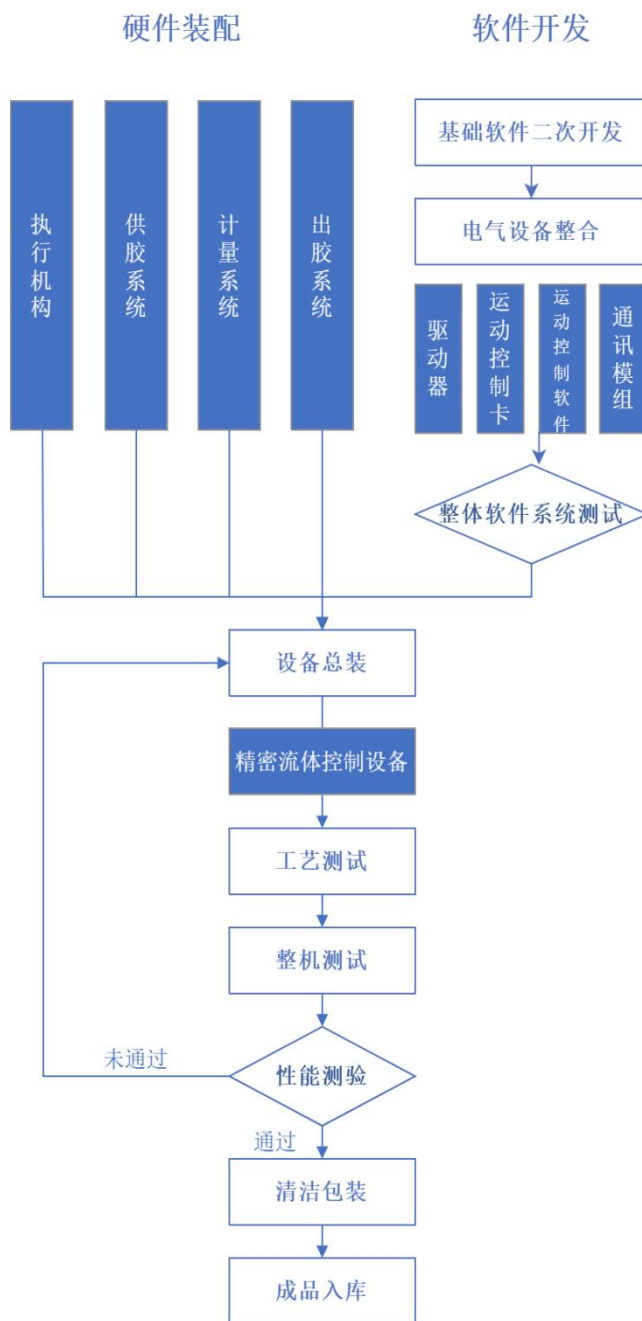 硬件装配
软件开发
执行机构
供胶系统
计量系统
出胶系统
基础软件二次开发
电气设备整合
驱动器
运动控制卡
运动控制软件
通讯模组
整体软件系统测试
设备总装
精密流体控制设备
工艺测试
整机测试
未通过
性能测验
通过
清洁包装
成品入库